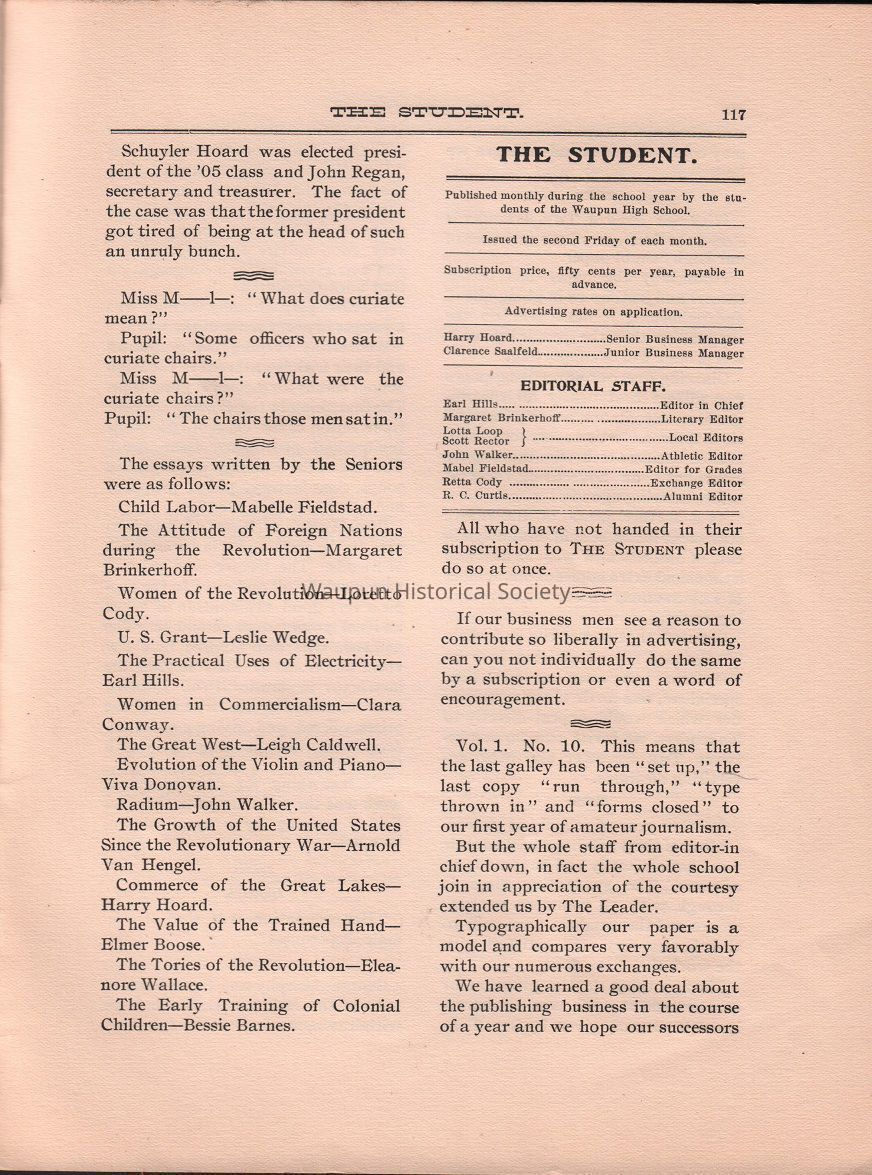 THE STUDENT. 117
Schuyler Hoard was elected presi-
dent of the '05 class and John Regan,
secretary and treasurer. The fact of
the case was that the former president
got tired of being at the head of such
an unruly bunch.
Miss M——l—: "What does curiate
mean?"
Pupil: "Some officers who sat in
curiate chairs."
Miss M——l—: "What were the
curiate chairs?"
Pupil: "The chairs those men sat in."
The essays written by the Seniors
were as follows:
Child Labor—Mabelle Fieldstad.
The Attitude of Foreign Nations
during the Revolution—Margaret
Brinkerhoff.
Women of the Revolution—Loretto
Cody.
U. S. Grant—Leslie Wedge.
The Practical Uses of Electricity—
Earl Hills.
Women in Commercialism—Clara
Conway.
The Great West—Leigh Caldwell.
Evolution of the Violin and Piano—
Viva Donovan.
Radium—John Walker.
The Growth of the United States
Since the Revolutionary War—Arnold
Van Hengel.
Commerce of the Great Lakes—
Harry Hoard.
The Value of the Trained Hand—
Elmer Boose.
The Tories of the Revolution—Elea-
nore Wallace.
The Early Training of Colonial
Children—Bessie Barnes.
THE STUDENT.
Published monthly during the school year by the stu-
dents of the Waupun High School.
Issued the second Friday of each month.
Subscription price, fifty cents per year, payable in
advance.
Advertising rates on application.
Harry Hoard............................Senior Business Manager
Clarence Saalfeld....................Junior Business Manager
EDITORIAL STAFF.
Earl Hills..... ...........................................Editor in Chief
Margaret Brinkerhoff.......... ...................Literary Editor
Lotta Loop
Scott Rector } .... ...................................Local Editors
John Walker.............................................Athletic Editor
Mabel Fieldstad...................................Editor for Grades
Retta Cody .................. .......................Exchange Editor
R. C. Curtis..............................................Alumni Editor
All who have not handed in their
subscription to THE STUDENT please
do so at once.
Waupun Historical Society
If our business men see a reason to
contribute so liberally in advertising,
can you not individually do the same
by a subscription or even a word of
encouragement.
Vol. 1. No. 10. This means that
the last galley has been "set up," the
last copy "run through," "type
thrown in" and "forms closed" to
our first year of amateur journalism.
But the whole staff from editor-in
chief down, in fact the whole school
join in appreciation of the courtesy
extended us by The Leader.
Typographically our paper is a
model and compares very favorably
with our numerous exchanges.
We have learned a good deal about
the publishing business in the course
of a year and we hope our successors